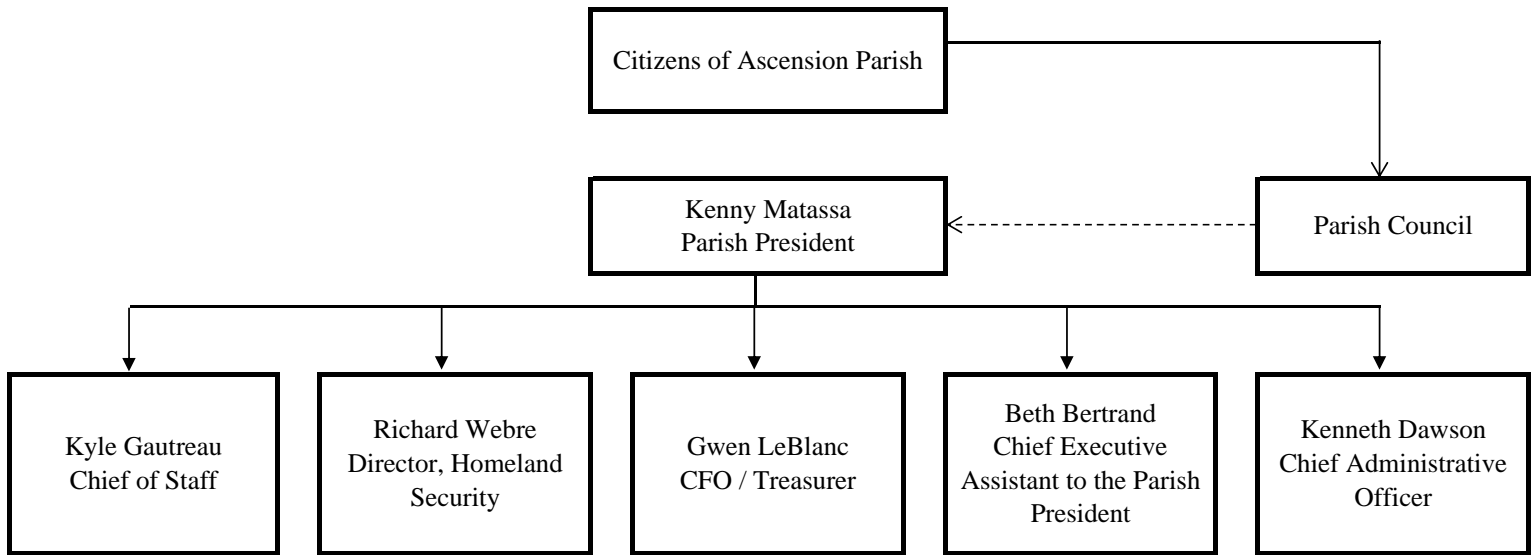 Citizens of Ascension Parish
Kenny Matassa
Parish President
Parish Council
Kyle Gautreau
Chief of Staff
Richard Webre
Director, Homeland
Security
Gwen LeBlanc
CFO / Treasurer
Beth Bertrand
Chief Executive
Assistant to the Parish
President
Kenneth Dawson
Chief Administrative
Officer